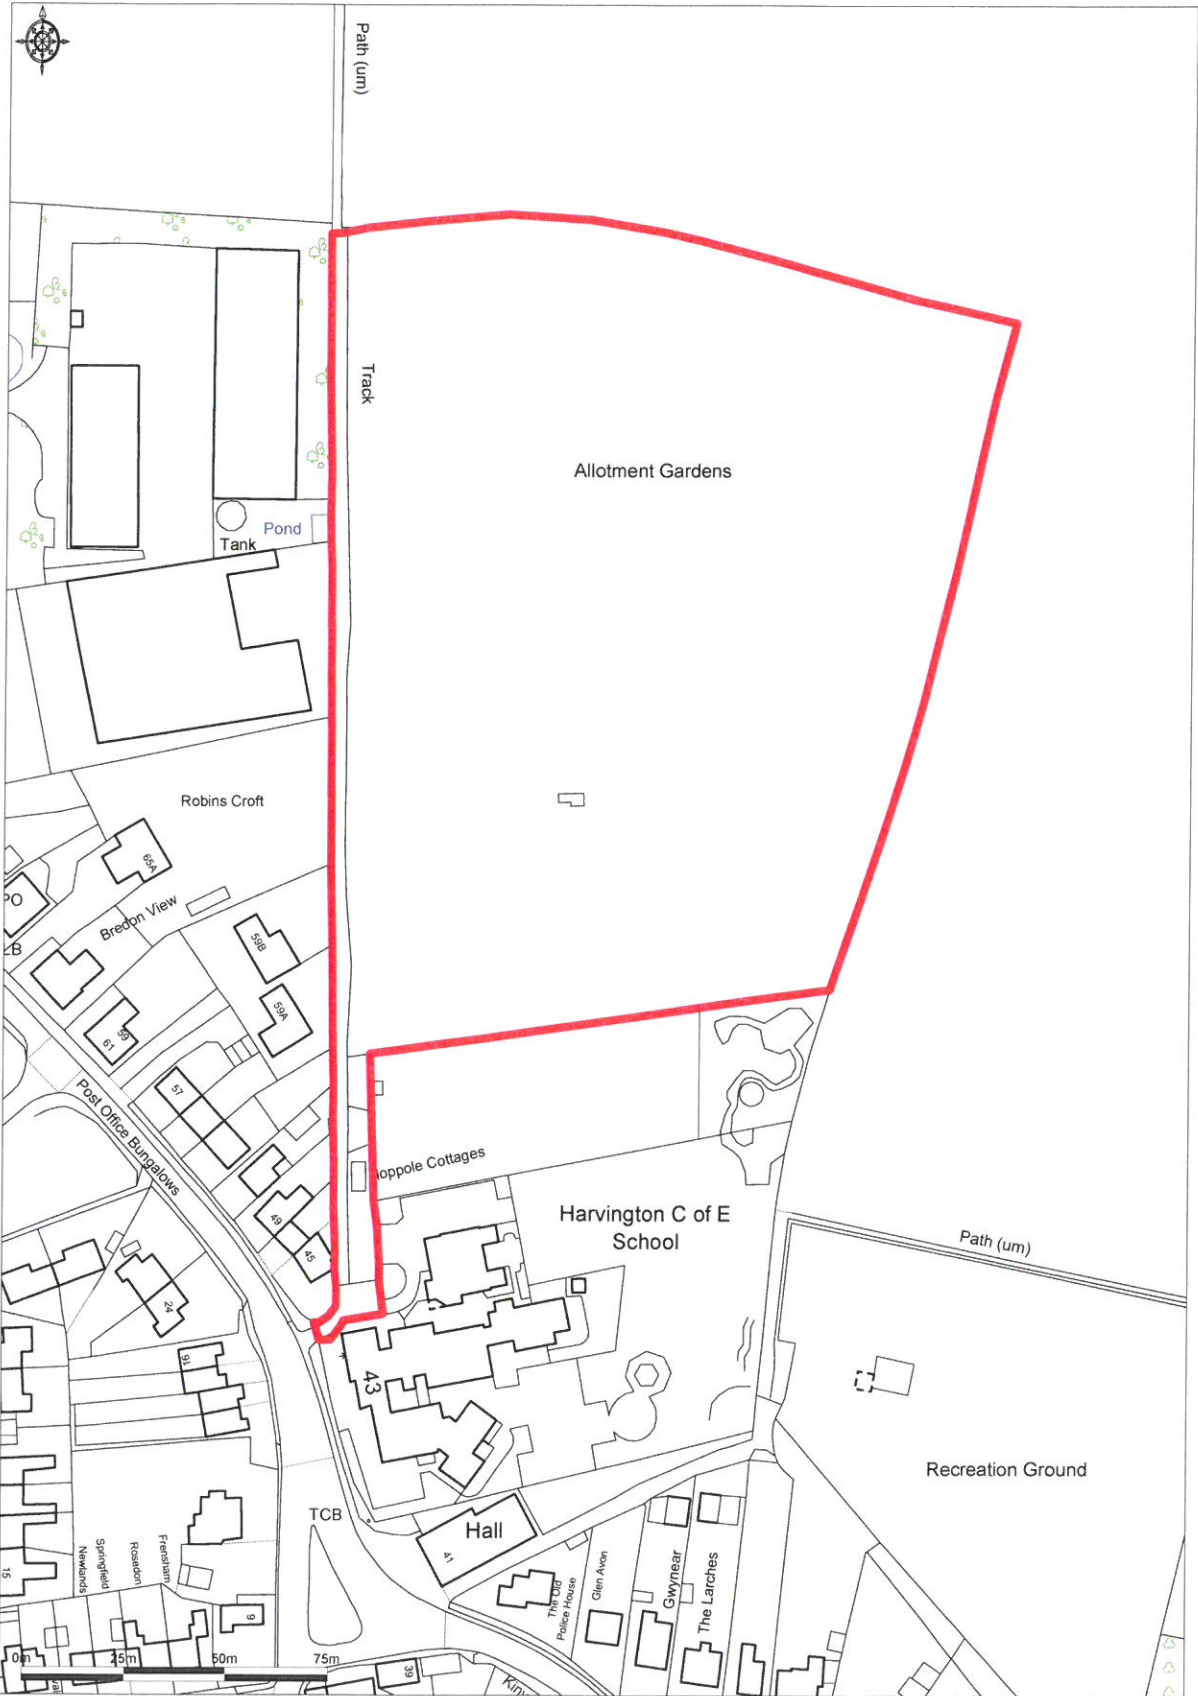 Path (um)
Track
Allotment Gardens
Pond
Tank
Robins Croft
65A
PO
Bredon View
59B
59A
59
61
57
Post Office Bungalows
oppole Cottages
49
45
Harvington C of E
School
Path (um)
24
16
43
Recreation Ground
TCB
Hall
41
Gwynear
The Larches
Glen Avon
The Old
Police House
Frensham
Rosedon
Springfield
Newlands
15
9
39
0m
25m
50m
75m